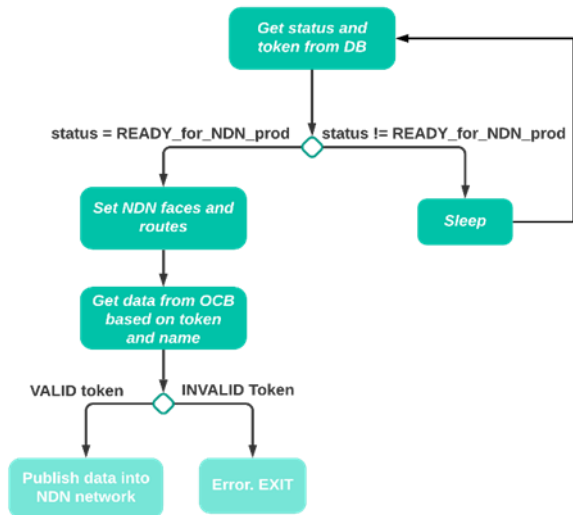 Get status and
token from DB
status = READY_for_NDN_prod
status != READY_for_NDN_prod
Set NDN faces and
routes
Sleep
Get data from OCB
based on token
and name
VALID token
INVALID Token
Publish data into
NDN network
Error. EXIT